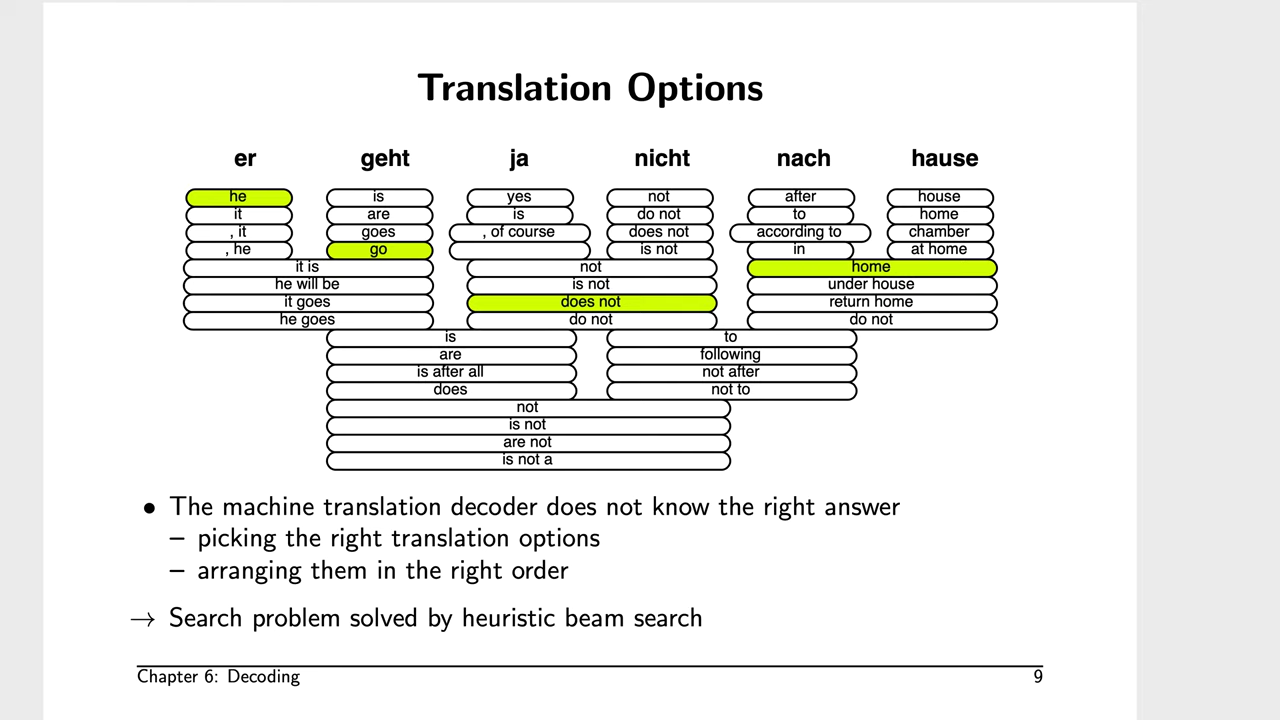 Translation Options
er geht ja nicht nach hause
he is yes not after house
it are is do not to home
, it goes , of course does not according to chamber
, he go is not in at home
it is not home
he will be is not under house
it goes does not return home
he goes do not do not
is to
are following
is after all not after
does not to
not
is not
are not
is not a
• The machine translation decoder does not know the right answer
– picking the right translation options
– arranging them in the right order
→ Search problem solved by heuristic beam search
Chapter 6: Decoding 9